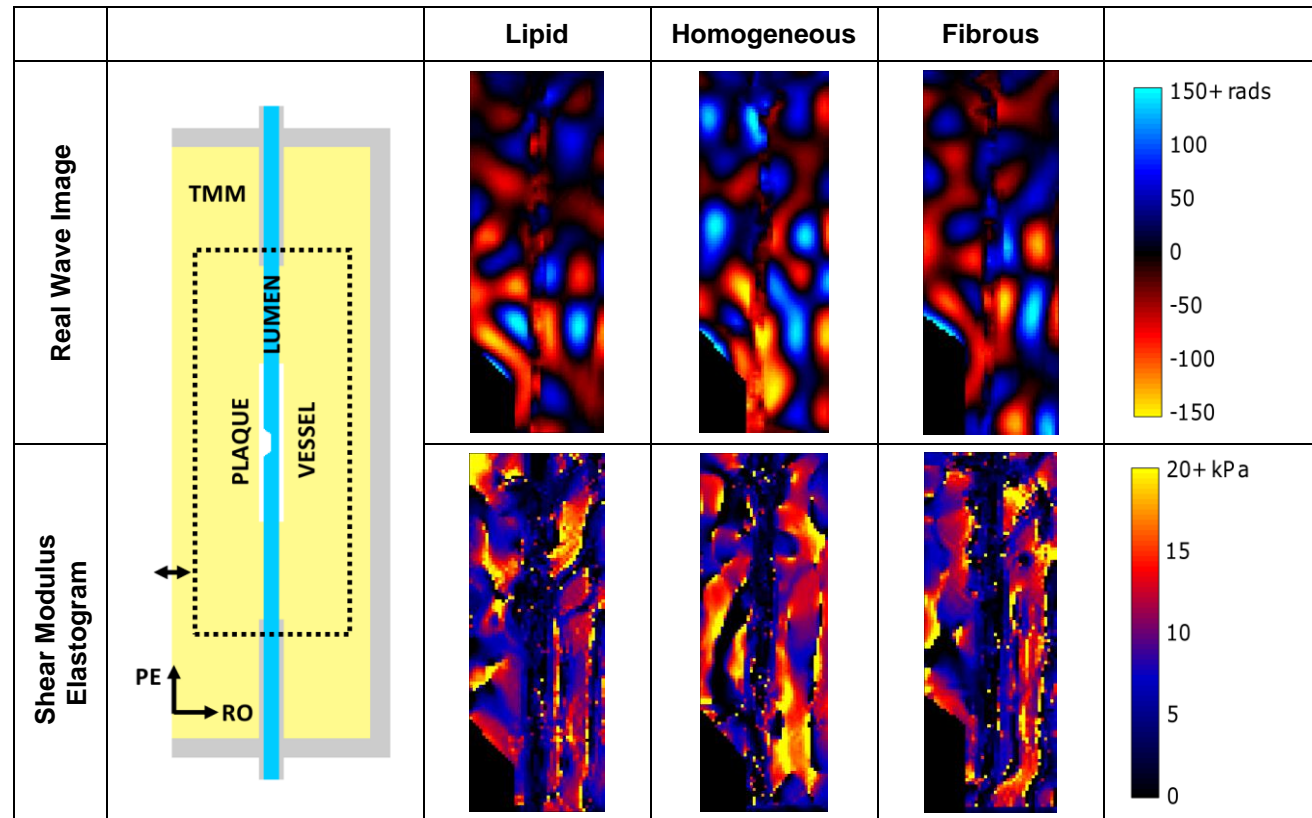 Lipid
Homogeneous
Fibrous
Real Wave Image
TMM
LUMEN
PLAQUE
VESSEL
PE
RO
150+ rads
100
50
0
-50
-100
-150
Shear Modulus
Elastogram
20+ kPa
15
10
5
0